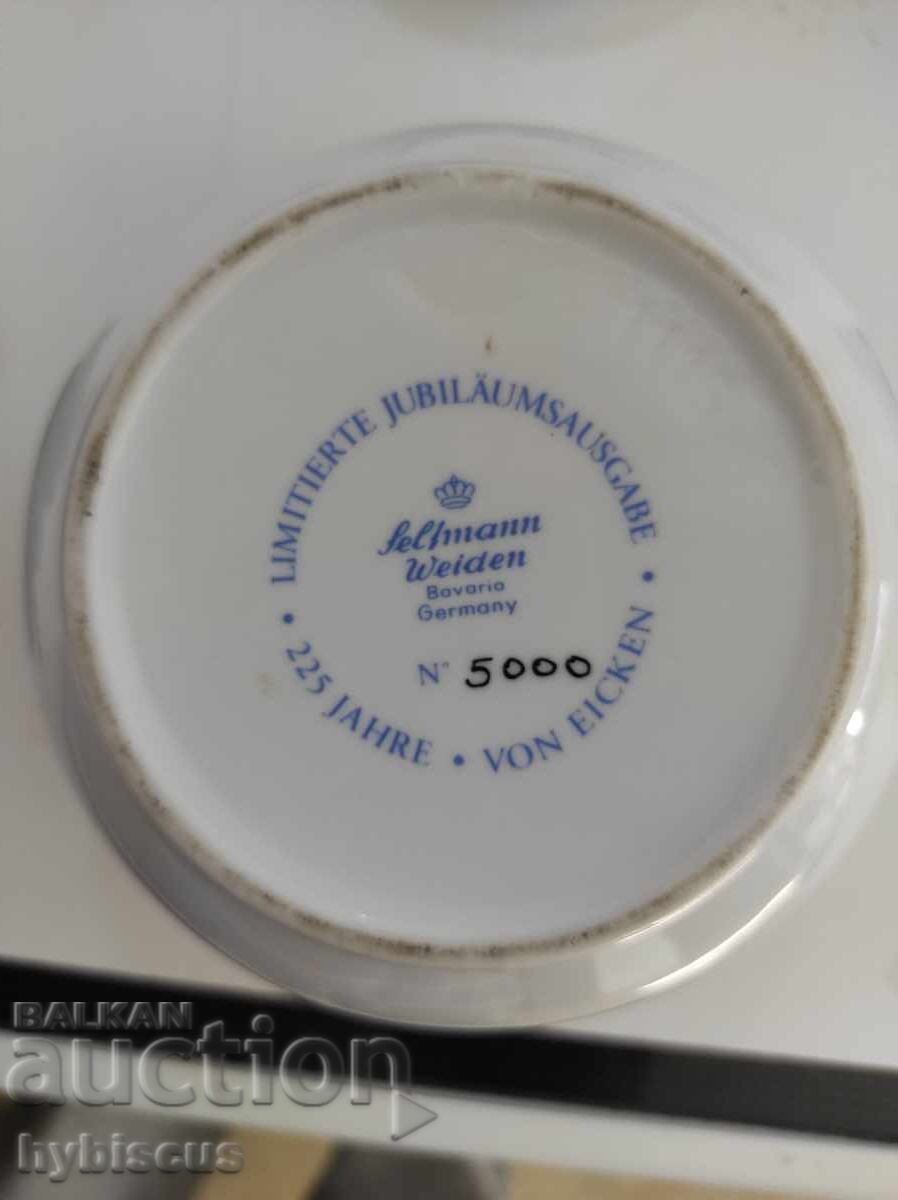 LIMITIERTE JUBILÄUMSAUSGABE
Seltmann
Weiden
Bavaria
Germany
N° 5000
• 225 JAHRE • VON EICKEN •
BALKAN
auction
hybiscus